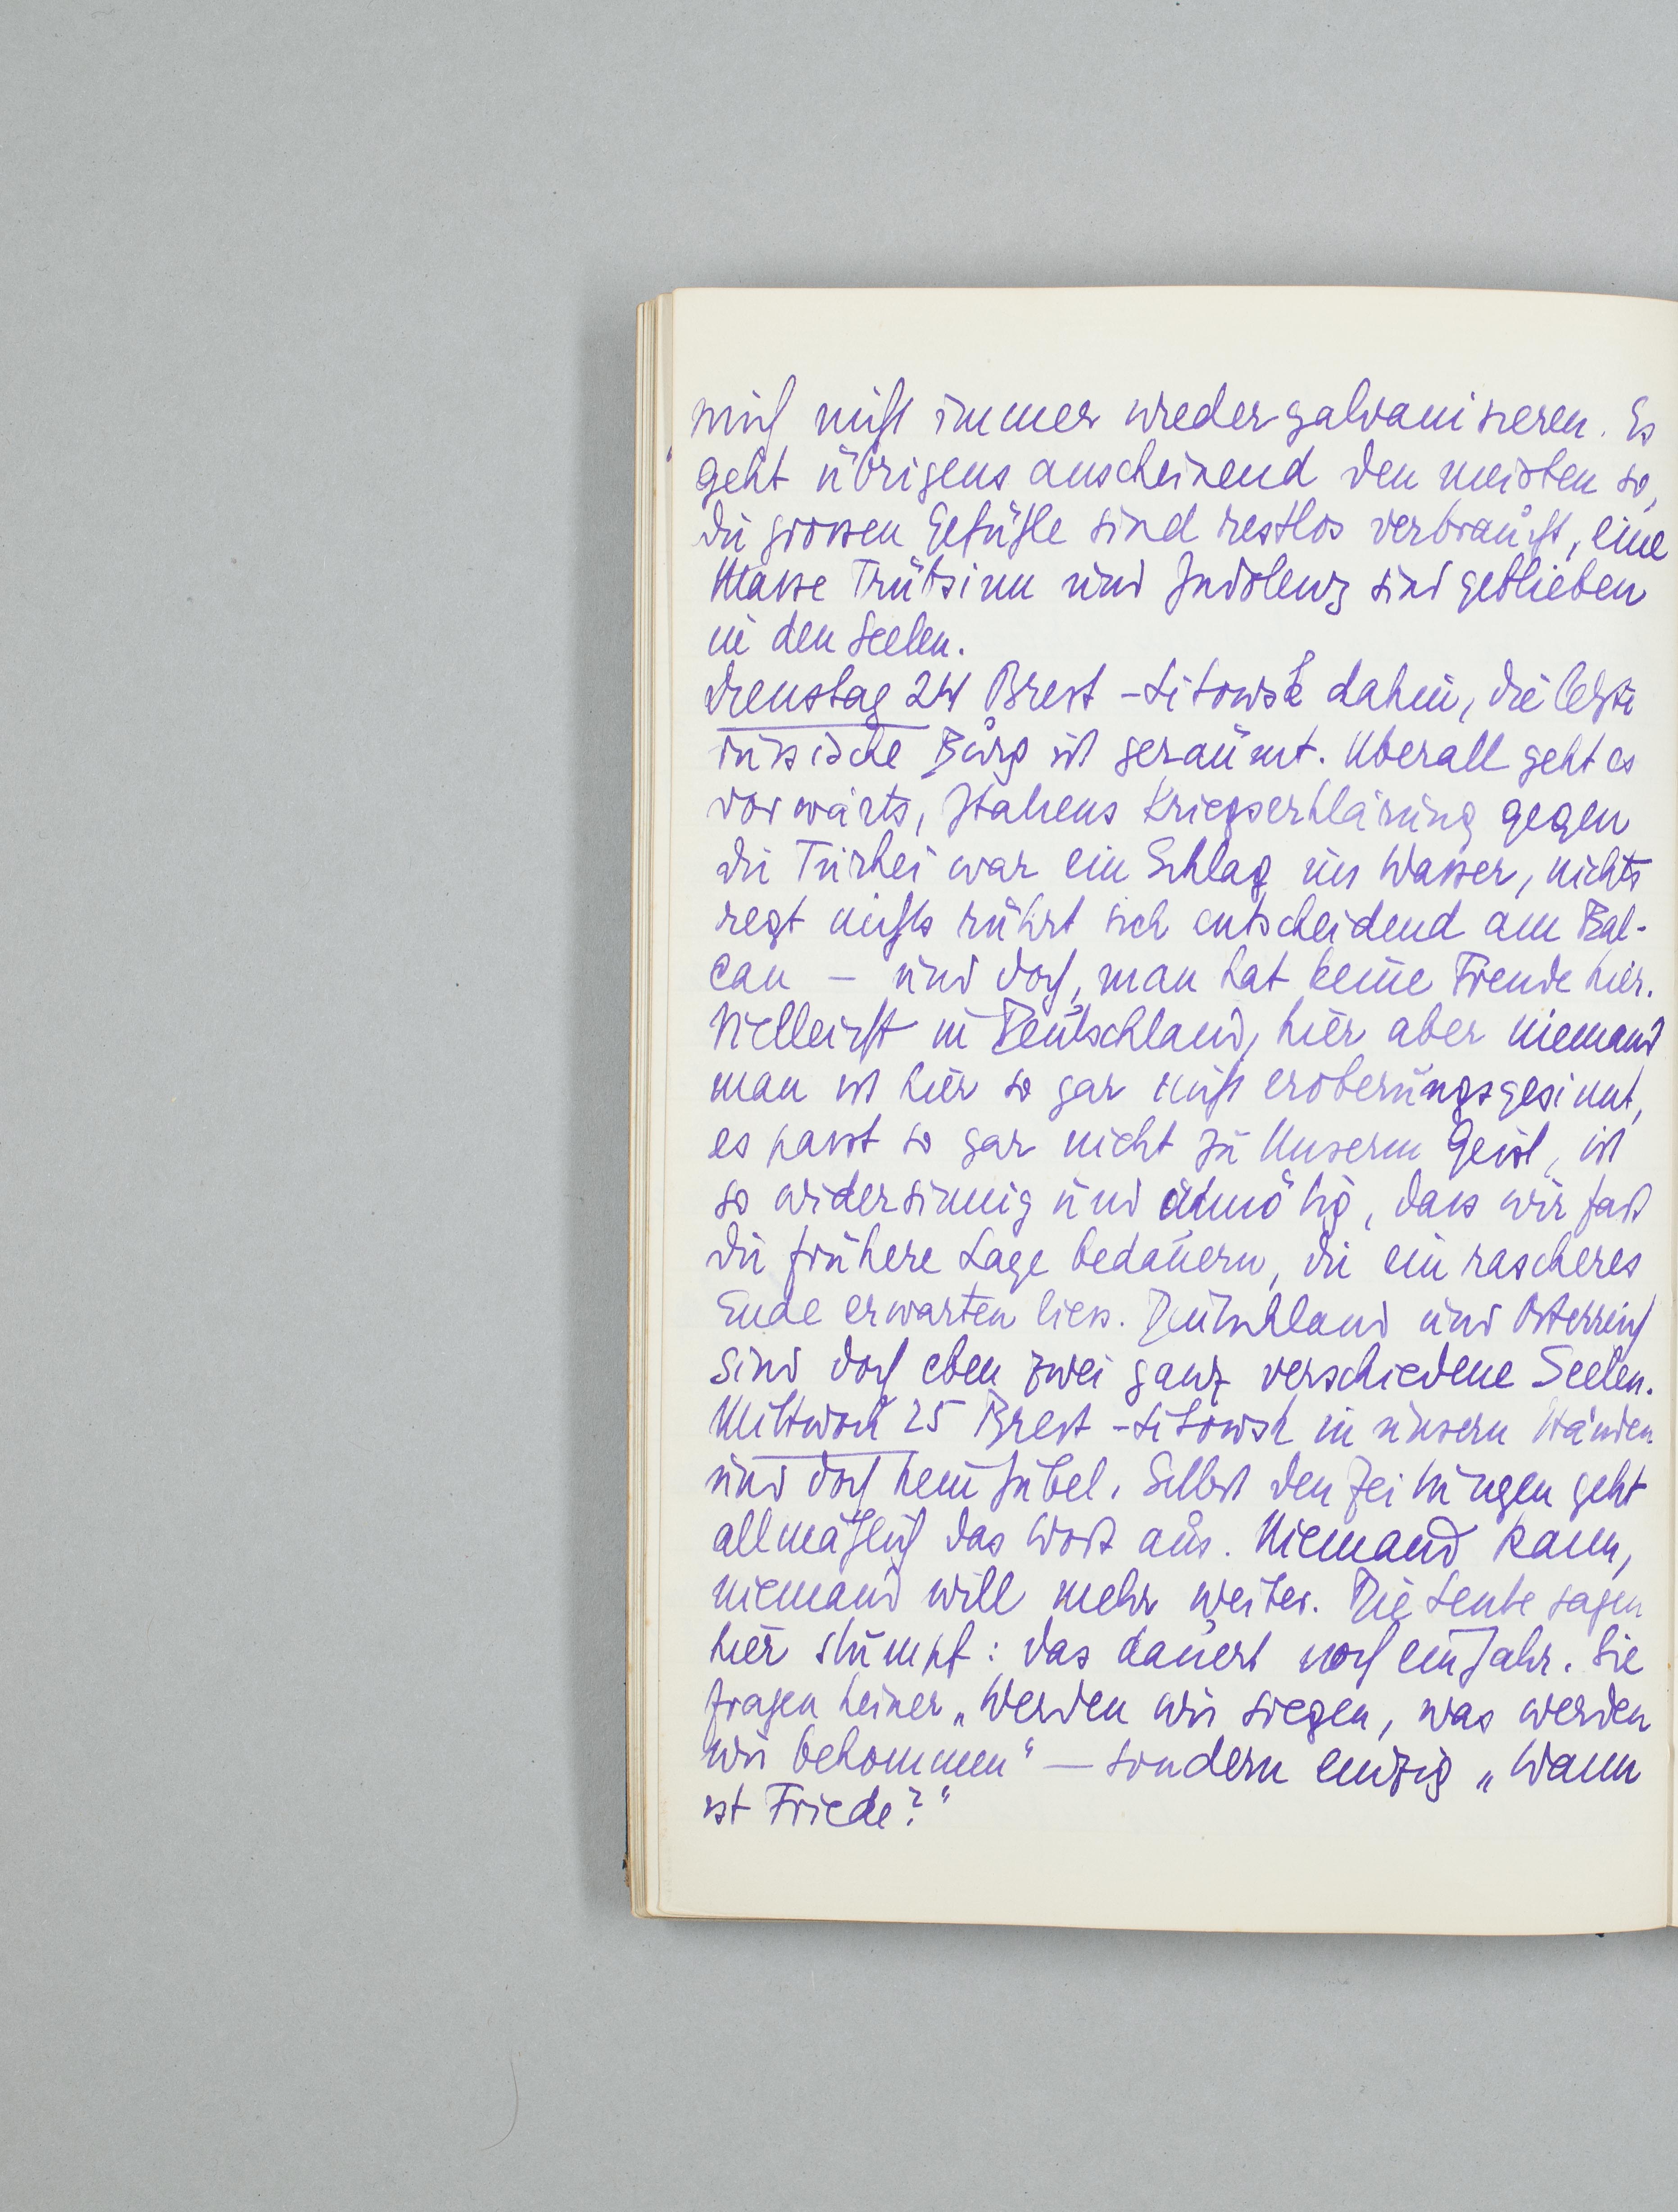 mich nicht immer wieder galvanisieren. Es
geht übrigens anscheinend den meisten so,
die grossen Gefühle sind restlos verbraucht, eine
Masse Trübsinn und Indolenz sind geblieben
in den Seelen.
Dienstag 24 Brest-Litowsk dahin, die letzte
russische Burg ist geräumt. Überall geht es
vorwärts, Italiens Kriegserklärung gegen
die Türkei war ein Schlag ins Wasser, nichts
regt nichts rührt sich entscheidend am Bal-
can – und doch, man hat keine Freude hier.
Vielleicht in Deutschland, hier aber niemand
man ist hier so gar nicht eroberungsgesinnt,
es passt so gar nicht zu Unserm Geist, ist
so widersinnig und unnötig, dass wir fast
die frühere Lage bedauern, die ein rascheres
Ende erwarten liess. Deutschland und Österreich
sind doch eben zwei ganz verschiedene Seelen.
Mittwoch 25 Brest-Litowsk in unsern Händen
und doch kein Jubel. Selbst den Zeitungen geht
allmählich das Wort aus. Niemand kann,
niemand will mehr weiter. Die Leute sagen
hier stumpf: das dauert noch ein Jahr. Sie
fragen keiner „Werden wir siegen, was werden
wir bekommen“ – sondern einzig „Wann
ist Friede?“